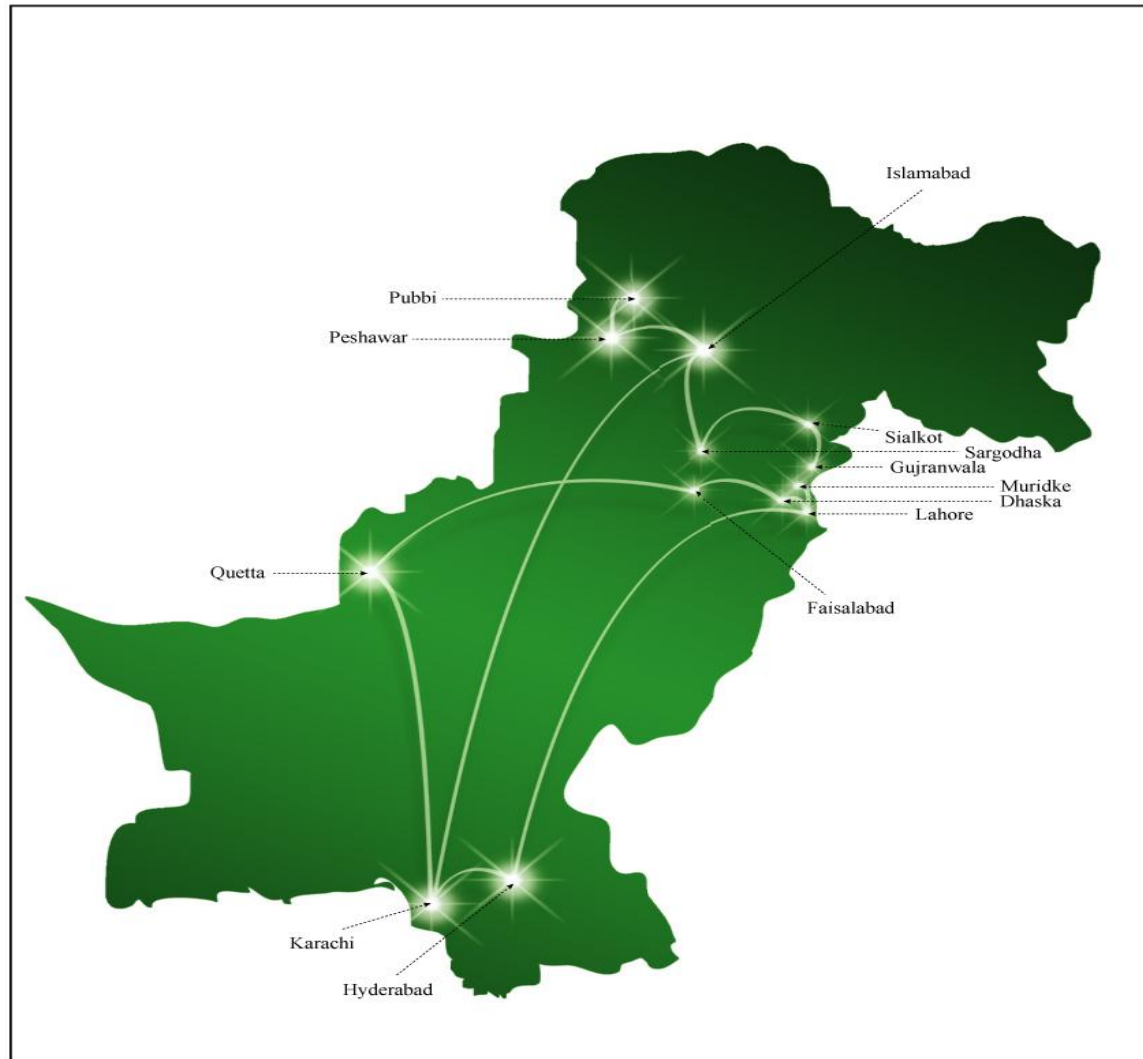 Islamabad
Pubbi
Peshawar
Sialkot
Sargodha
Gujranwala
Muridke
Dhaska
Lahore
Quetta
Faisalabad
Karachi
Hyderabad